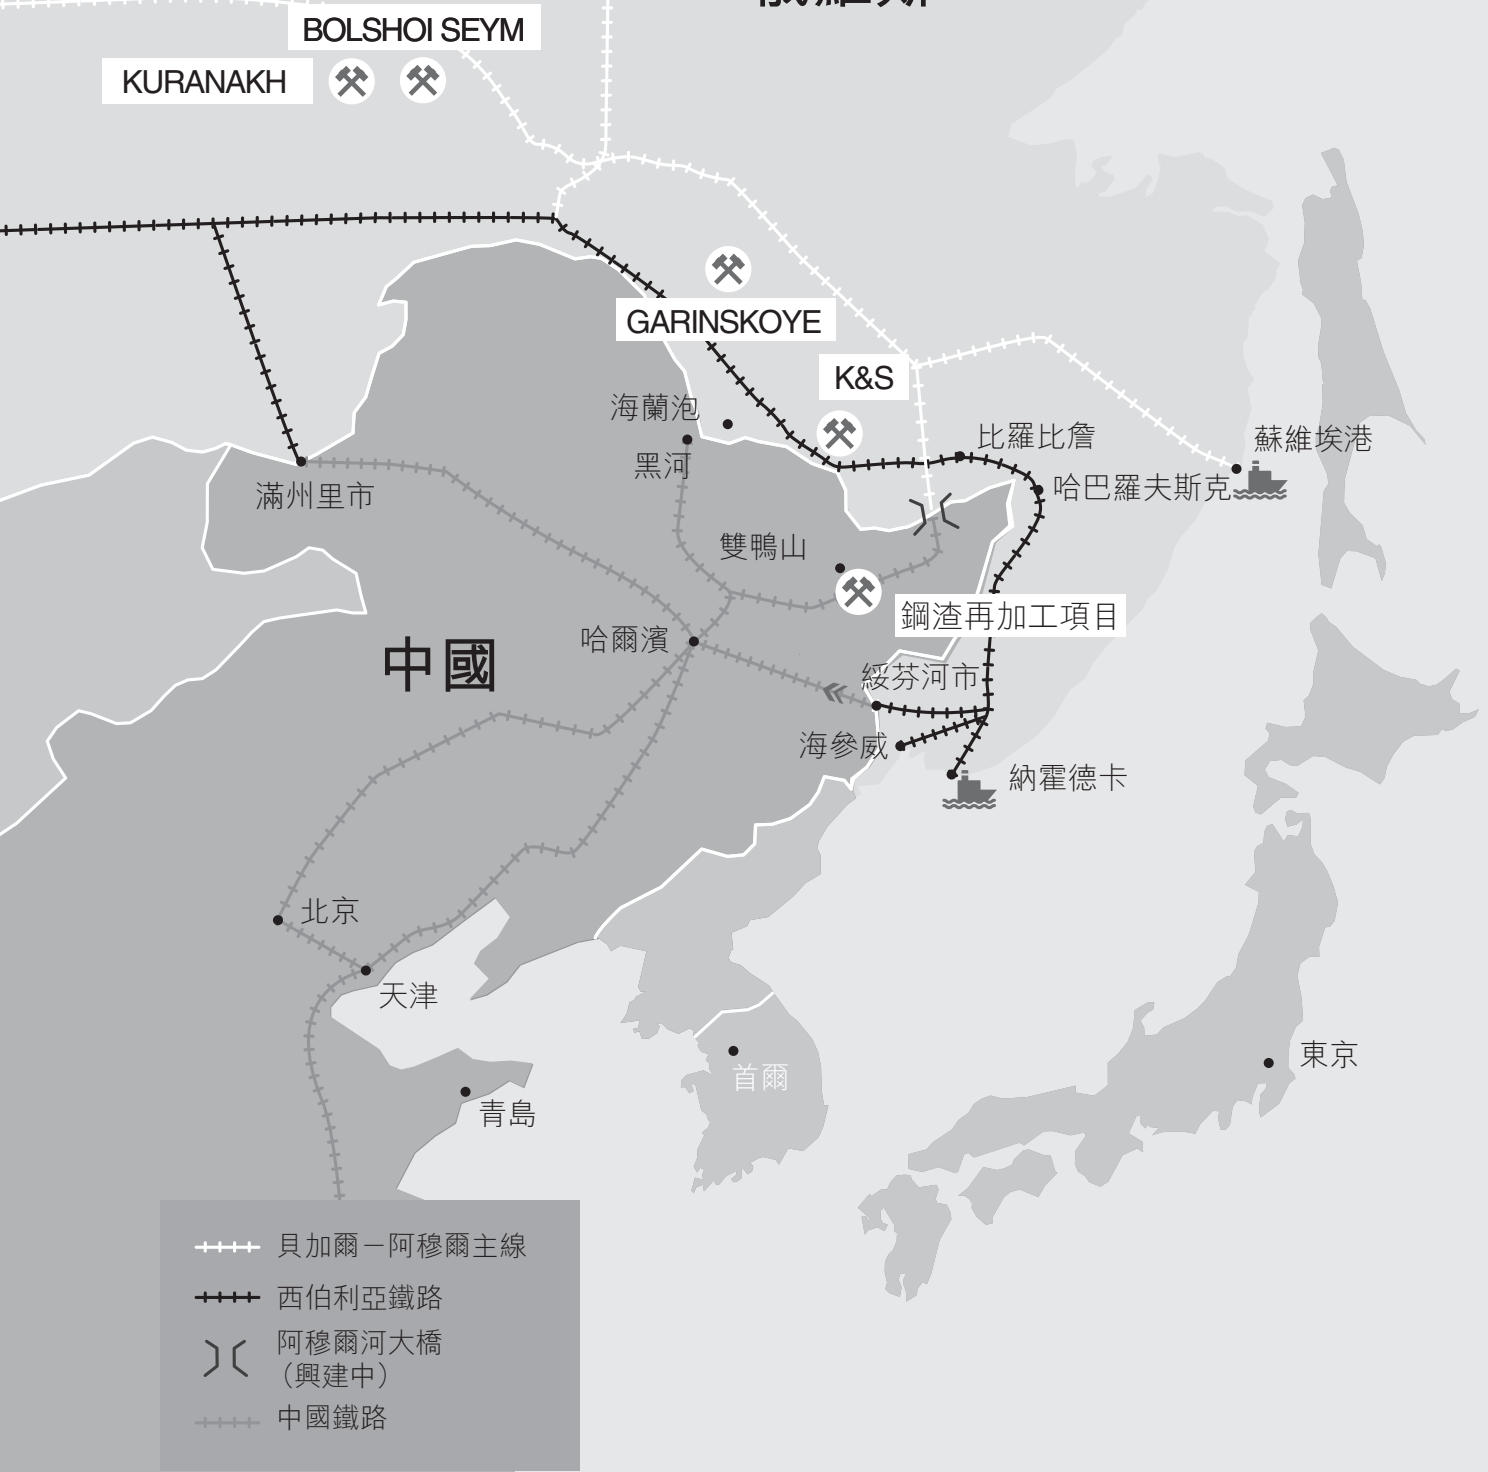 BOLSHOI SEYM
KURANAKH
GARINSKOYE
K&S
海蘭泡
黑河
比羅比詹
蘇維埃港
滿州里市
哈巴羅夫斯克
雙鴨山
鋼渣再加工項目
中國
哈爾濱
綏芬河市
海參威
納霍德卡
北京
天津
首爾
東京
青島
貝加爾－阿穆爾主線
西伯利亞鐵路
阿穆爾河大橋
（興建中）
中國鐵路